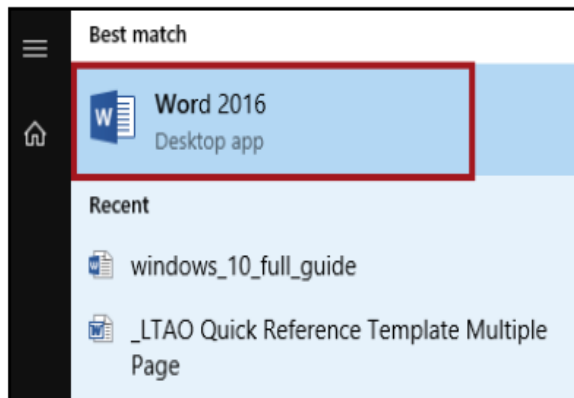 Best match
Word 2016
Desktop app
Recent
windows_10_full_guide
_LTAO Quick Reference Template Multiple
Page